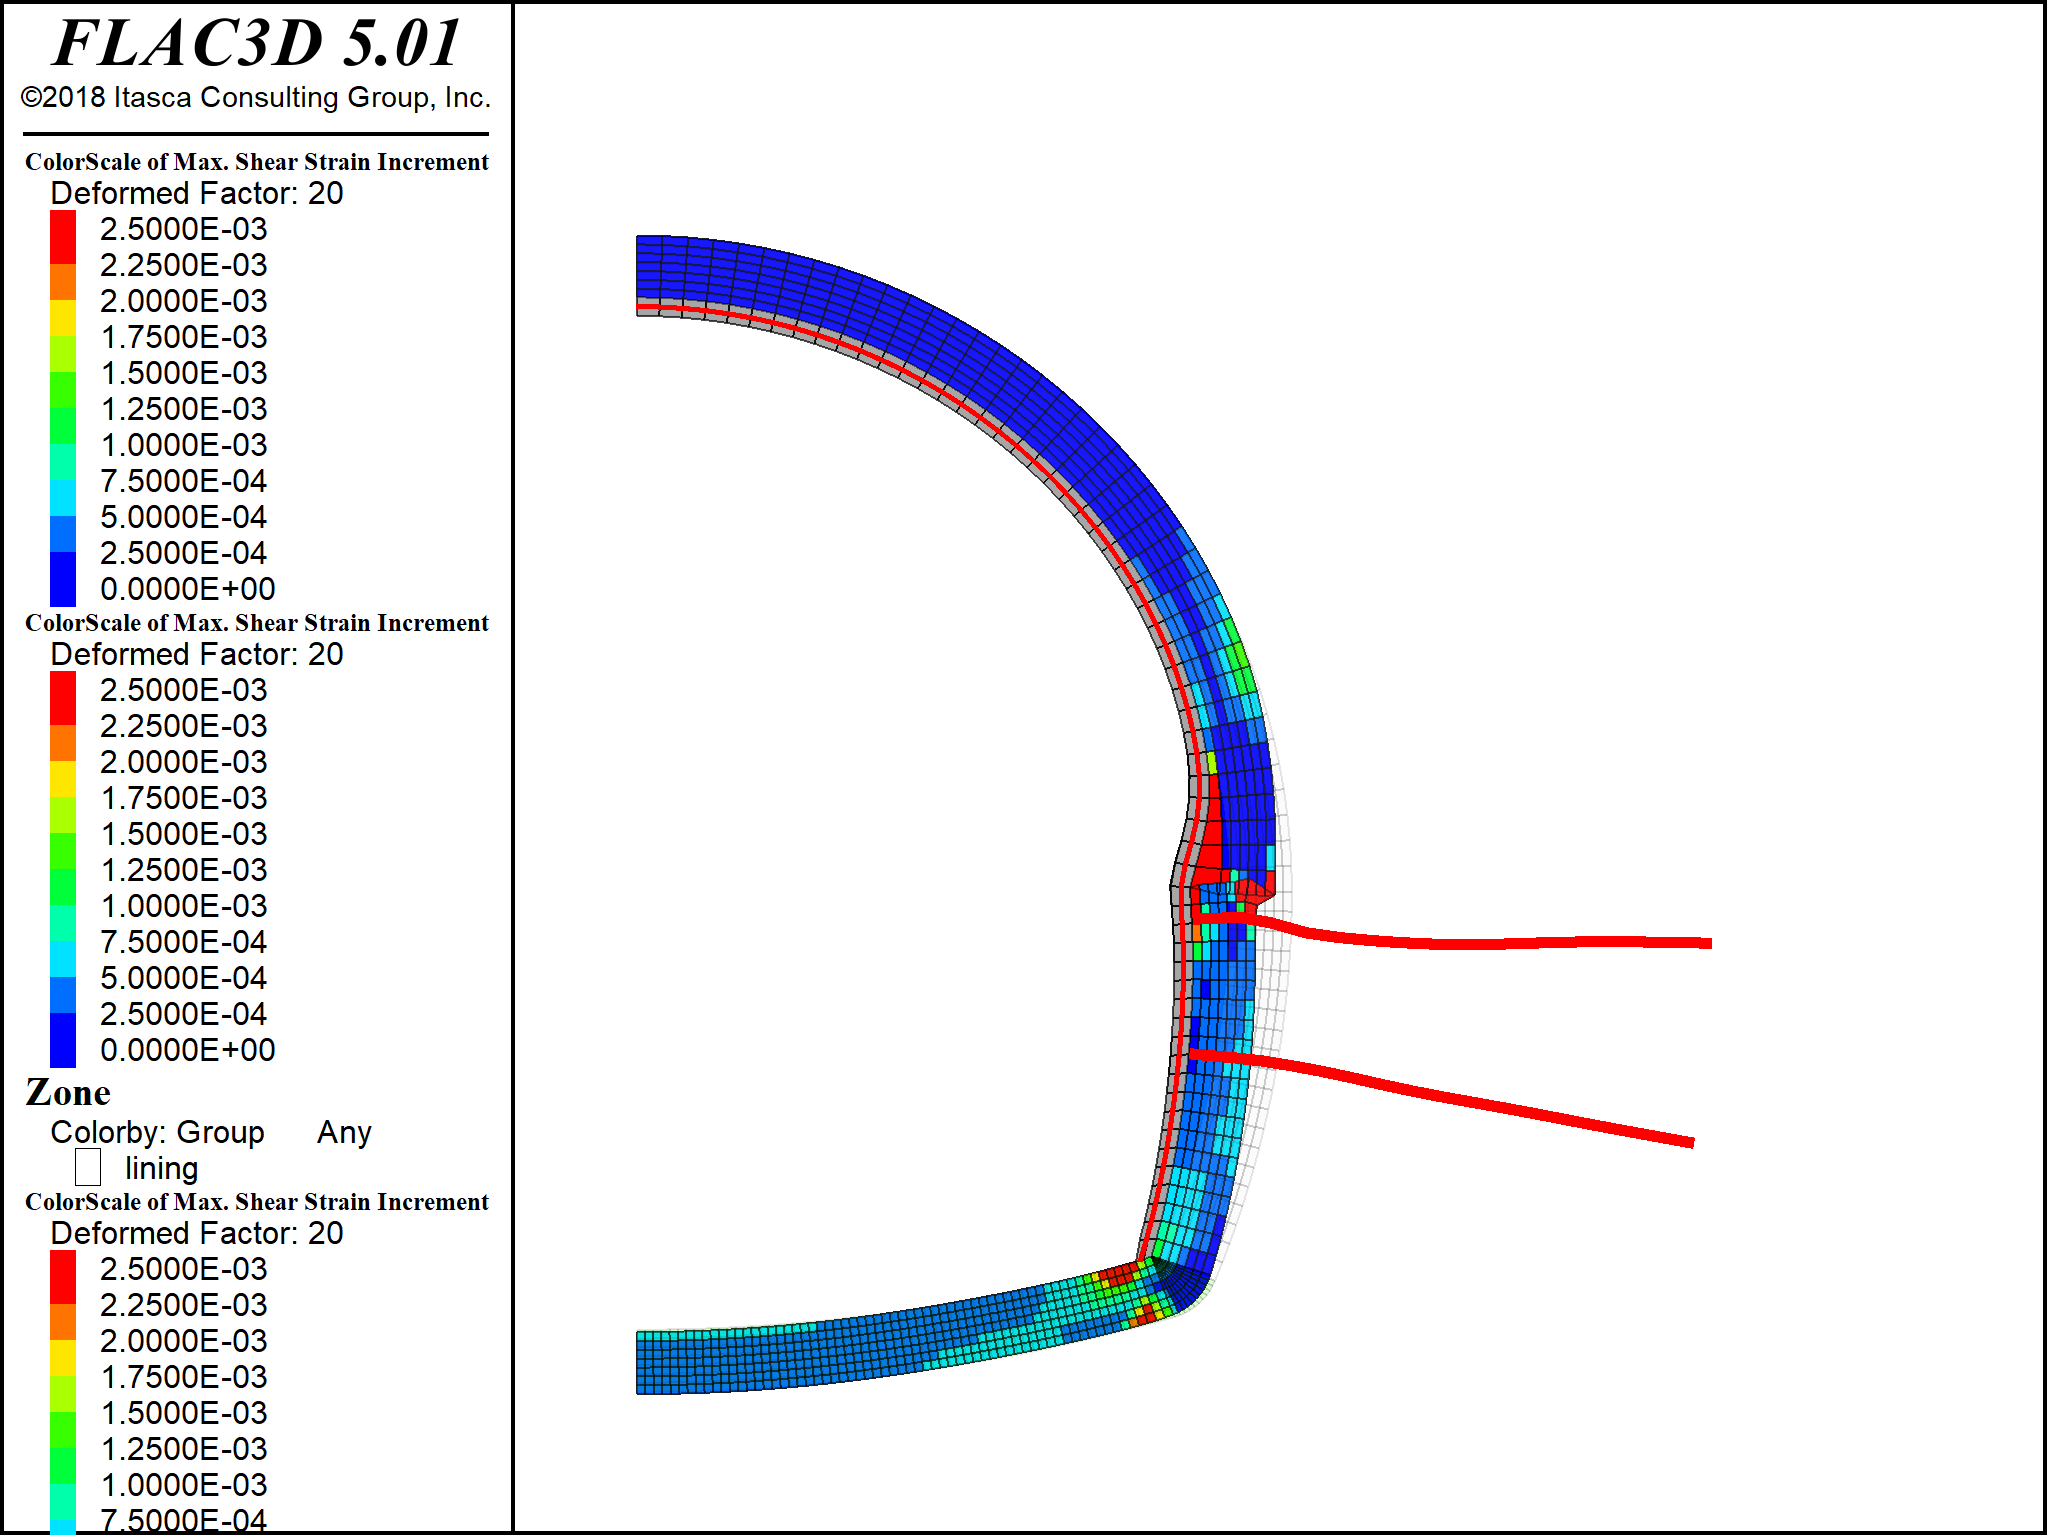 FLAC3D 5.01
©2018 Itasca Consulting Group, Inc.
ColorScale of Max. Shear Strain Increment
Deformed Factor: 20
2.5000E-03
2.2500E-03
2.0000E-03
1.7500E-03
1.5000E-03
1.2500E-03
1.0000E-03
7.5000E-04
5.0000E-04
2.5000E-04
0.0000E+00
ColorScale of Max. Shear Strain Increment
Deformed Factor: 20
2.5000E-03
2.2500E-03
2.0000E-03
1.7500E-03
1.5000E-03
1.2500E-03
1.0000E-03
7.5000E-04
5.0000E-04
2.5000E-04
0.0000E+00
Zone
Colorby: Group Any
lining
ColorScale of Max. Shear Strain Increment
Deformed Factor: 20
2.5000E-03
2.2500E-03
2.0000E-03
1.7500E-03
1.5000E-03
1.2500E-03
1.0000E-03
7.5000E-04